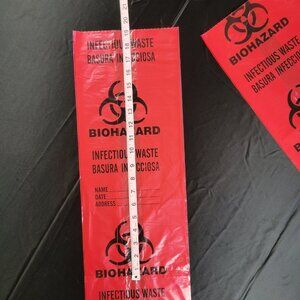 INFECTIOUS WASTE
BASURA INFECCIOSA
BIOHAZARD
INFECTIOUS WASTE
BASURA INFECCIOSA
NAME
DATE
ADDRESS
BIOHAZARD
INFECTIOUS WASTE
BIOHAZARD
INFECTIOUS WASTE
BASURA INFECCIOSA